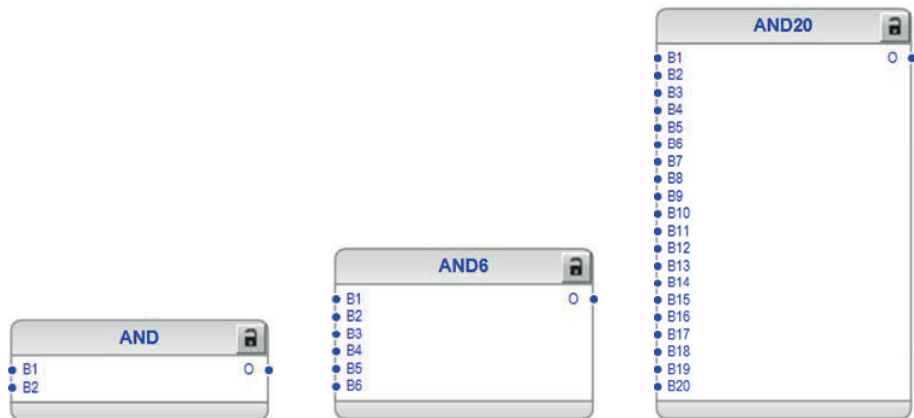 AND
B1 O
B2
AND6
B1 O
B2
B3
B4
B5
B6
AND20
B1 O
B2
B3
B4
B5
B6
B7
B8
B9
B10
B11
B12
B13
B14
B15
B16
B17
B18
B19
B20